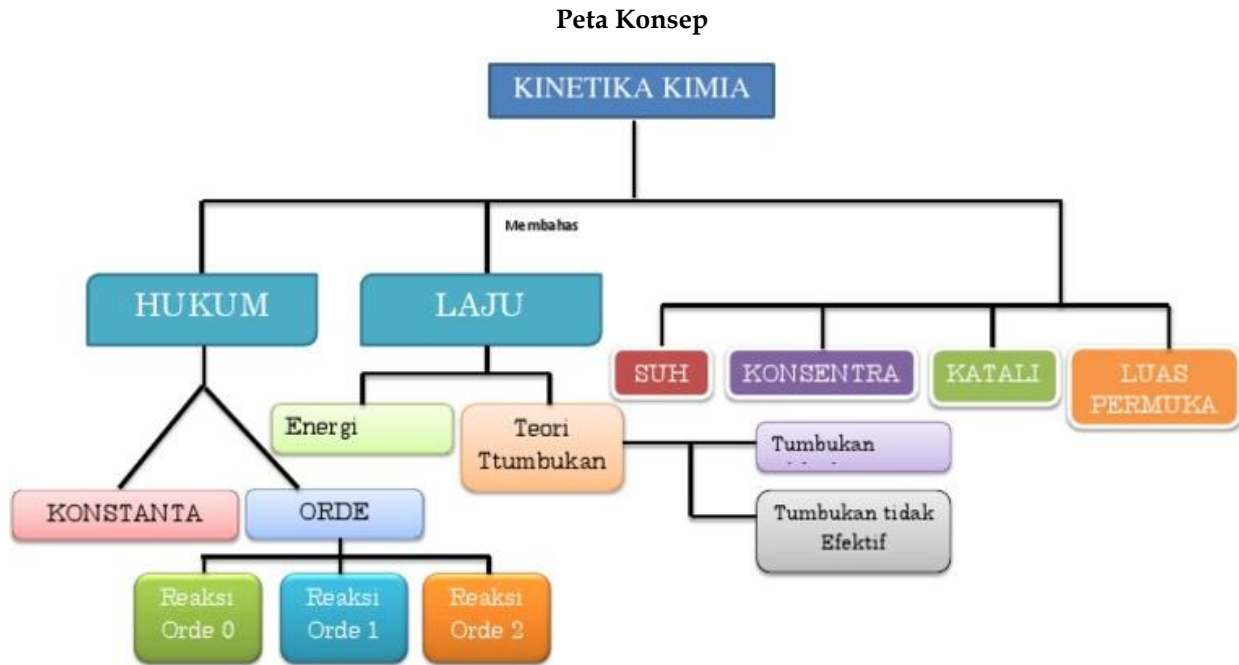 Peta Konsep
KINETIKA KIMIA
Membahas
HUKUM
LAJU
SUH
KONSENTRA
KATALI
LUAS
PERMUKA
Energi
Teori
Ttumbukan
Tumbukan
Tumbukan tidak
Efektif
KONSTANTA
ORDE
Reaksi
Orde 0
Reaksi
Orde 1
Reaksi
Orde 2